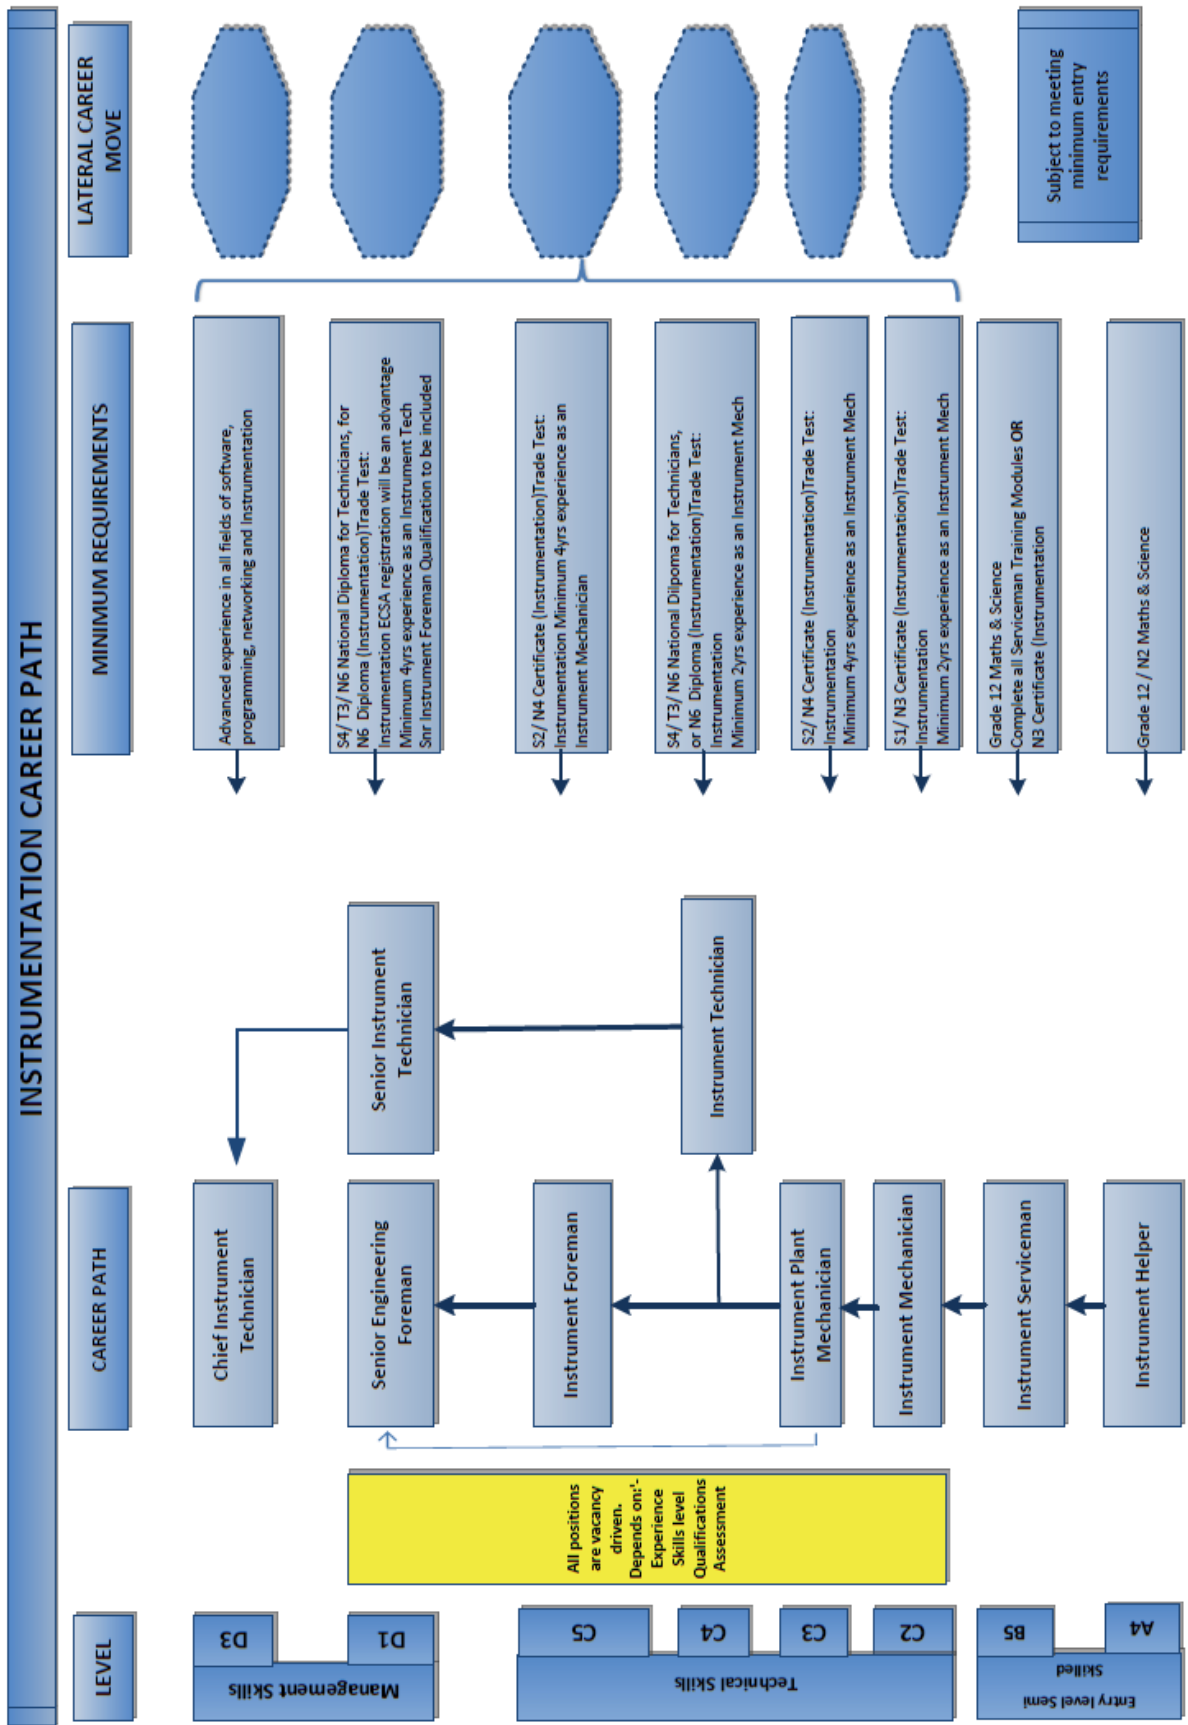 INSTRUMENTATION CAREER PATH
LEVEL
CAREER PATH
MINIMUM REQUIREMENTS
LATERAL CAREER
MOVE
Management Skills
D3
D1
Technical Skills
C5
C4
C3
C2
Entry level Semi
Skilled
B5
A4
All positions
are vacancy
driven.
Depends on:'-
Experience
Skills level
Qualifications
Assessment
Chief Instrument
Technician
Senior Engineering
Foreman
Senior Instrument
Technician
Instrument Foreman
Instrument Technician
Instrument Plant
Mechanician
Instrument Mechanician
Instrument Serviceman
Instrument Helper
Advanced experience in all fields of software,
programming, networking and Instrumentation
S4/ T3/ N6 National Diploma for Technicians, for
N6 Diploma (Instrumentation)Trade Test:
Instrumentation ECSA registration will be an advantage
Minimum 4yrs experience as an Instrument Tech
Snr Instrument Foreman Qualification to be included
S2/ N4 Certificate (Instrumentation)Trade Test:
Instrumentation Minimum 4yrs experience as an
Instrument Mechanician
S4/ T3/ N6 National Dilpoma for Technicians,
or N6 Diploma (Instrumentation)Trade Test:
Instrumentation
Minimum 2yrs experience as an Instrument Mech
S2/ N4 Certificate (Instrumentation)Trade Test:
Instrumentation
Minimum 4yrs experience as an Instrument Mech
S1/ N3 Certificate (Instrumentation)Trade Test:
Instrumentation
Minimum 2yrs experience as an Instrument Mech
Grade 12 Maths & Science
Complete all Serviceman Training Modules OR
N3 Certificate (Instrumentation
Grade 12 / N2 Maths & Science
Subject to meeting
minimum entry
requirements